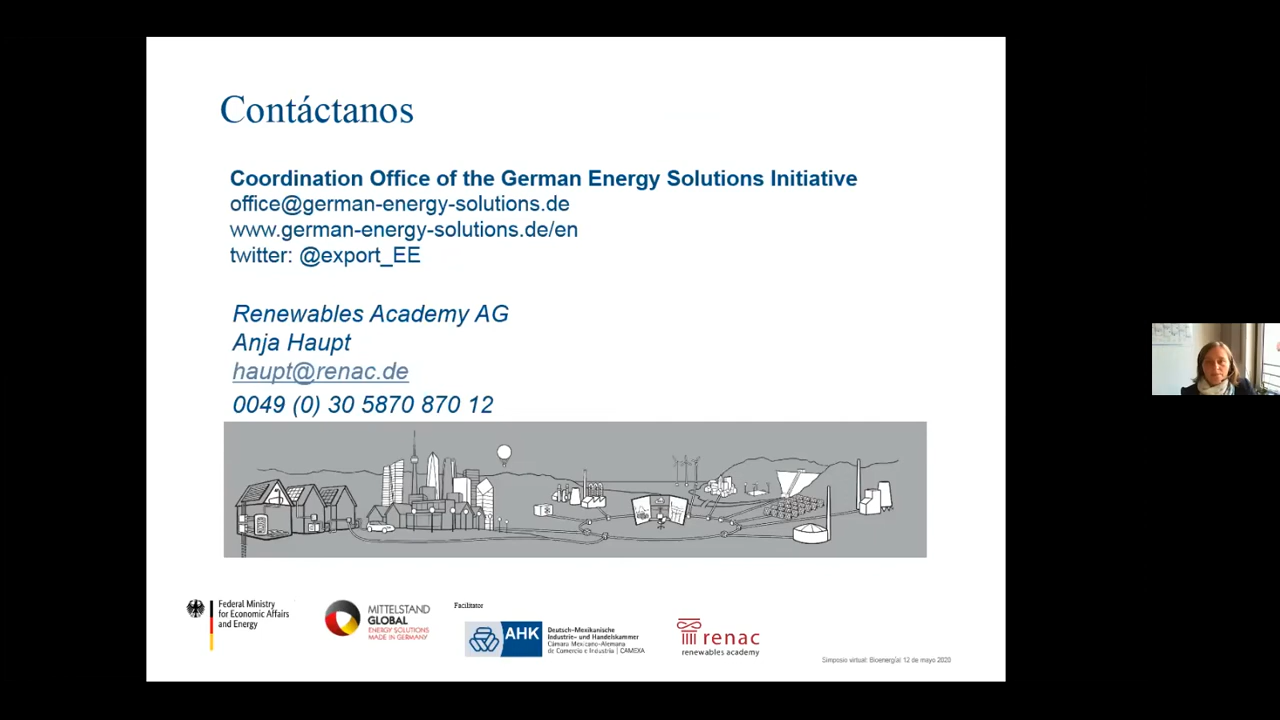 Contáctanos
Coordination Office of the German Energy Solutions Initiative
office@german-energy-solutions.de
www.german-energy-solutions.de/en
twitter: @export_EE
Renewables Academy AG
Anja Haupt
haupt@renac.de
0049 (0) 30 5870 870 12
Federal Ministry
for Economic Affairs
and Energy
MITTELSTAND
GLOBAL
ENERGY SOLUTIONS
MADE IN GERMANY
Facilitator
AHK
Deutsch-Mexikanische
Industrie- und Handelskammer
Cámara Mexicano-Alemana
de Comercio e Industria | CAMEXA
renac
renewables academy
Simposio virtual: Bioenergía| 12 de mayo 2020